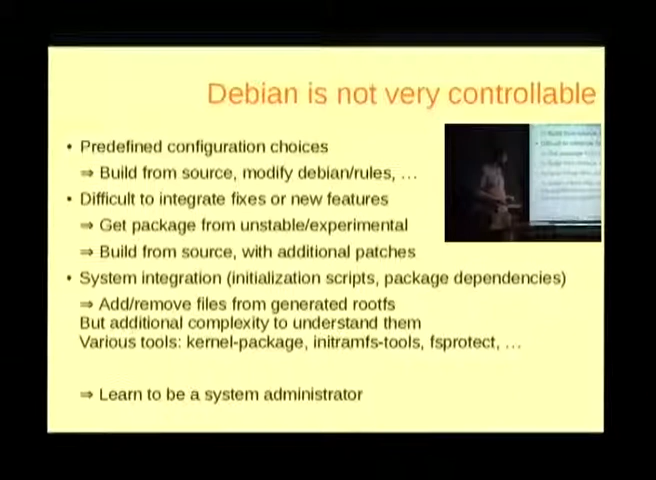 Debian is not very controllable
• Predefined configuration choices
⇒ Build from source, modify debian/rules, …
• Difficult to integrate fixes or new features
⇒ Get package from unstable/experimental
⇒ Build from source, with additional patches
• System integration (initialization scripts, package dependencies)
⇒ Add/remove files from generated rootfs
But additional complexity to understand them
Various tools: kernel-package, initramfs-tools, fsprotect, …
⇒ Learn to be a system administrator